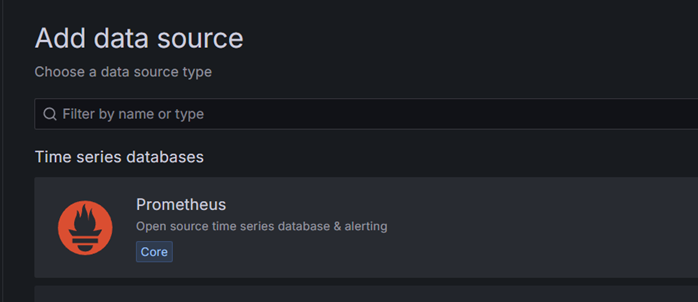 Add data source
Choose a data source type
Filter by name or type
Time series databases
Prometheus
Open source time series database & alerting
Core